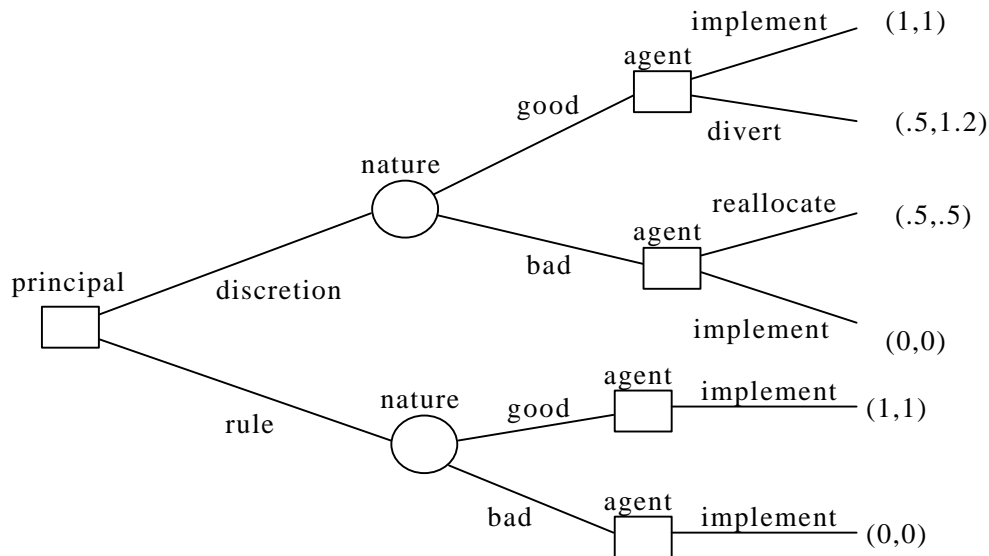 implement
(1,1)
agent
good
divert
(.5,1.2)
nature
reallocate
(.5,.5)
agent
bad
principal
discretion
implement
(0,0)
agent
implement
nature
good
(1,1)
rule
agent
bad
implement
(0,0)